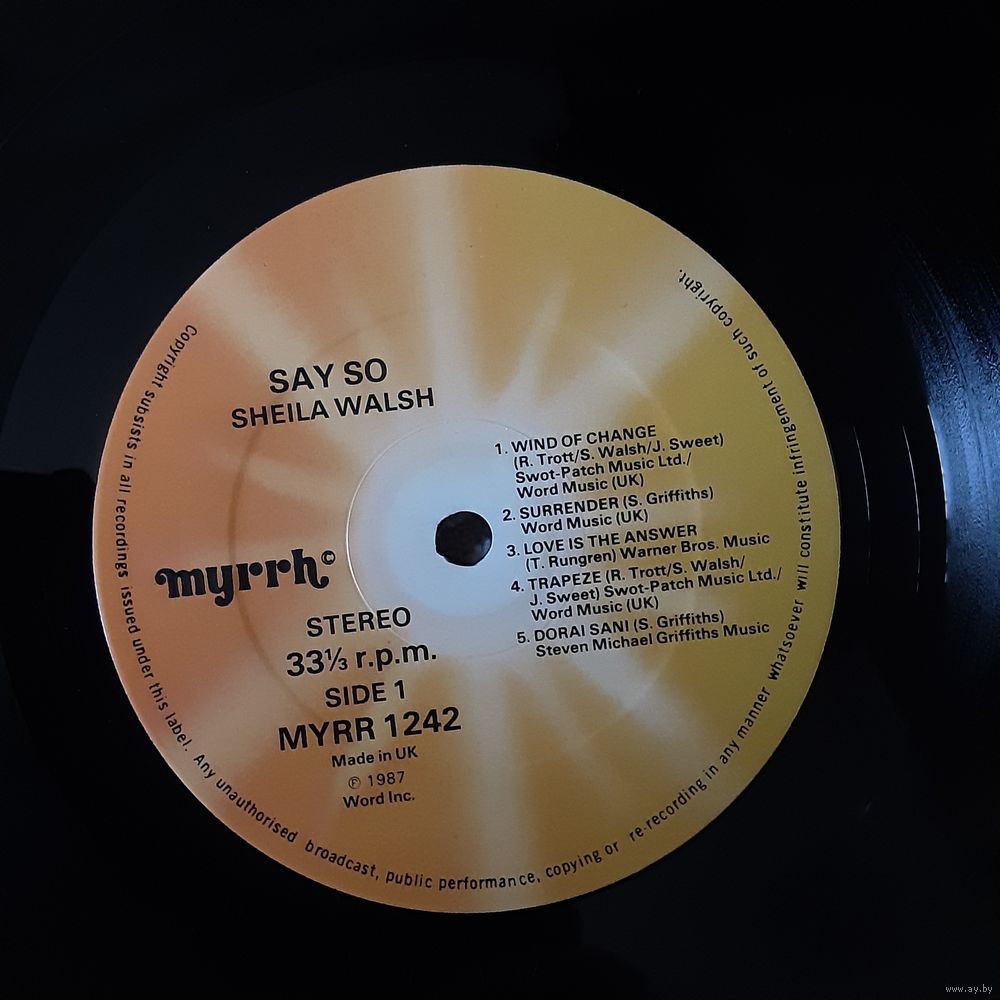 SAY SO
SHEILA WALSH
1. WIND OF CHANGE
(R. Trott/S. Walsh/J. Sweet)
Swot-Patch Music Ltd./
Word Music (UK)
2. SURRENDER (S. Griffiths)
Word Music (UK)
3. LOVE IS THE ANSWER
(T. Rungren) Warner Bros. Music
4. TRAPEZE (R. Trott/S. Walsh/
J. Sweet) Swot-Patch Music Ltd./
Word Music (UK)
5. DORAI SANI (S. Griffiths)
Steven Michael Griffiths Music
myrrh©
STEREO
33⅓ r.p.m.
SIDE 1
MYRR 1242
Made in UK
Ⓟ 1987
Word Inc.
Copyright subsists in all recordings issued under this label. Any unauthorised broadcast, public performance, copying or re-recording in any manner whatsoever will constitute infringement of such copyright.
www.ay.by